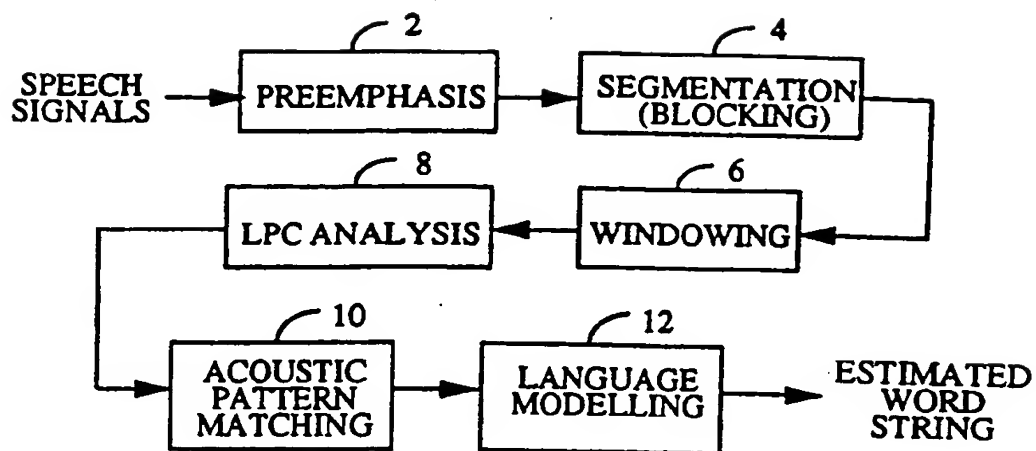 2
4
SPEECH
SIGNALS
PREEMPHASIS
SEGMENTATION
(BLOCKING)
8
6
LPC ANALYSIS
WINDOWING
10
12
ACOUSTIC
PATTERN
MATCHING
LANGUAGE
MODELLING
ESTIMATED
WORD
STRING